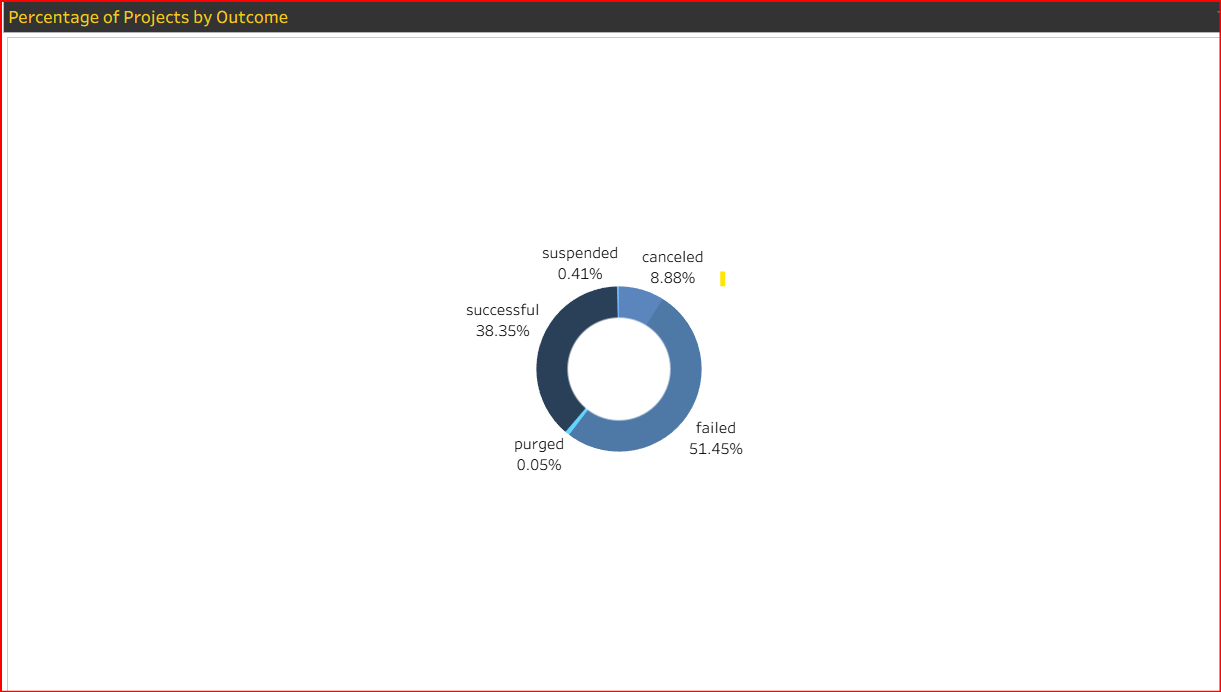 Percentage of Projects by Outcome
suspended
0.41%
canceled
8.88%
successful
38.35%
failed
51.45%
purged
0.05%